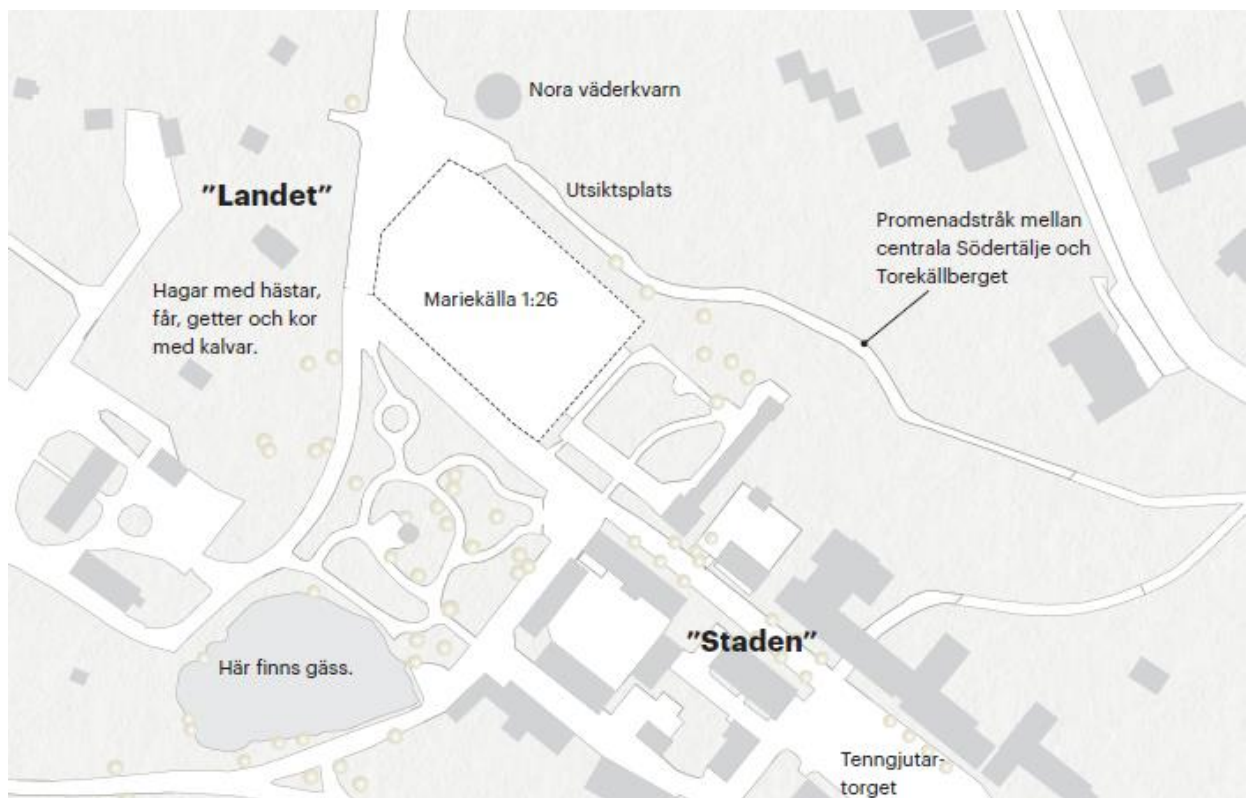 Nora väderkvarn
”Landet”
Utsiktsplats
Promenadstråk mellan
centrala Södertälje och
Torekällberget
Hagar med hästar,
får, getter och kor
med kalvar.
Mariekälla 1:26
”Staden”
Här finns gäss.
Tenngjutar-
torget